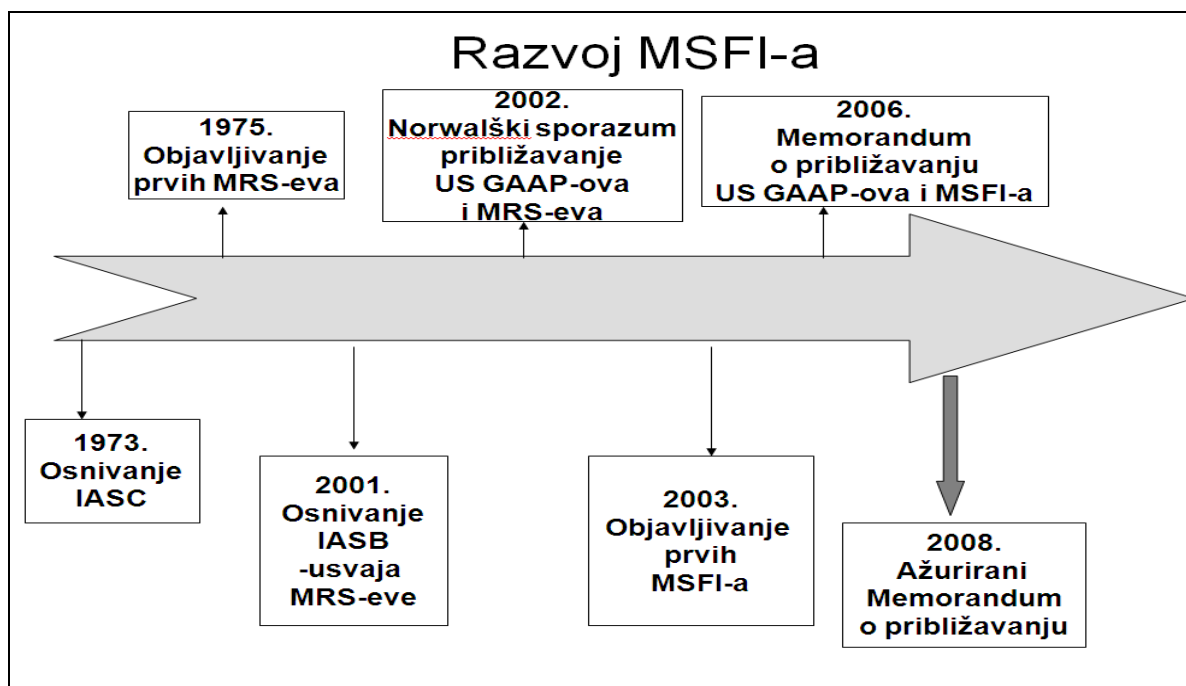 Razvoj MSFI-a
1975.
Objavljivanje
prvih MRS-eva
2002.
Norwalški sporazum
približavanje
US GAAP-ova
i MRS-eva
2006.
Memorandum
o približavanju
US GAAP-ova i MSFI-a
1973.
Osnivanje
IASC
2001.
Osnivanje
IASB
-usvaja
MRS-eve
2003.
Objavljivanje
prvih
MSFI-a
2008.
Ažurirani
Memorandum
o približavanju